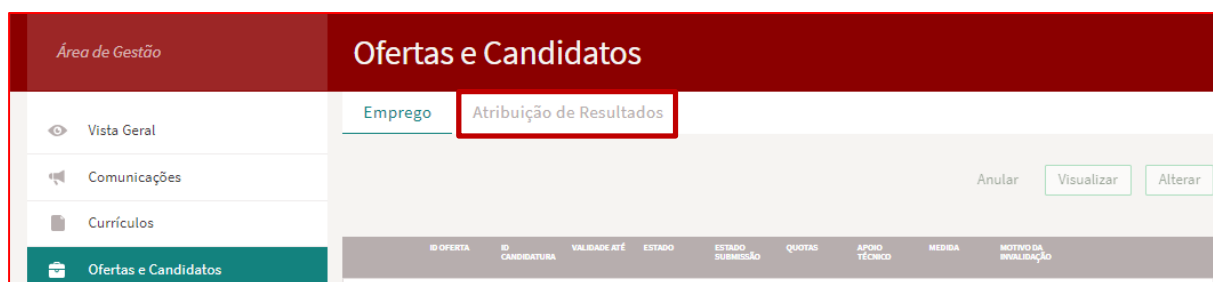 Área de Gestão
Ofertas e Candidatos
Emprego
Atribuição de Resultados
Vista Geral
Comunicações
Currículos
Ofertas e Candidatos
Anular
Visualizar
Alterar
ID OFERTA
ID CANDIDATURA
VALIDADE ATÉ
ESTADO
ESTADO SUBMISSÃO
QUOTAS
APOIO TÉCNICO
MEDIDA
MOTIVO DA INVALIDAÇÃO